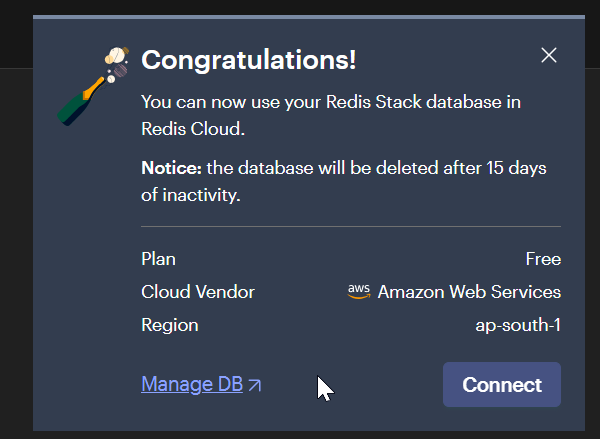 Congratulations!
You can now use your Redis Stack database in
Redis Cloud.
Notice: the database will be deleted after 15 days
of inactivity.
Plan Free
Cloud Vendor aws Amazon Web Services
Region ap-south-1
Manage DB Connect